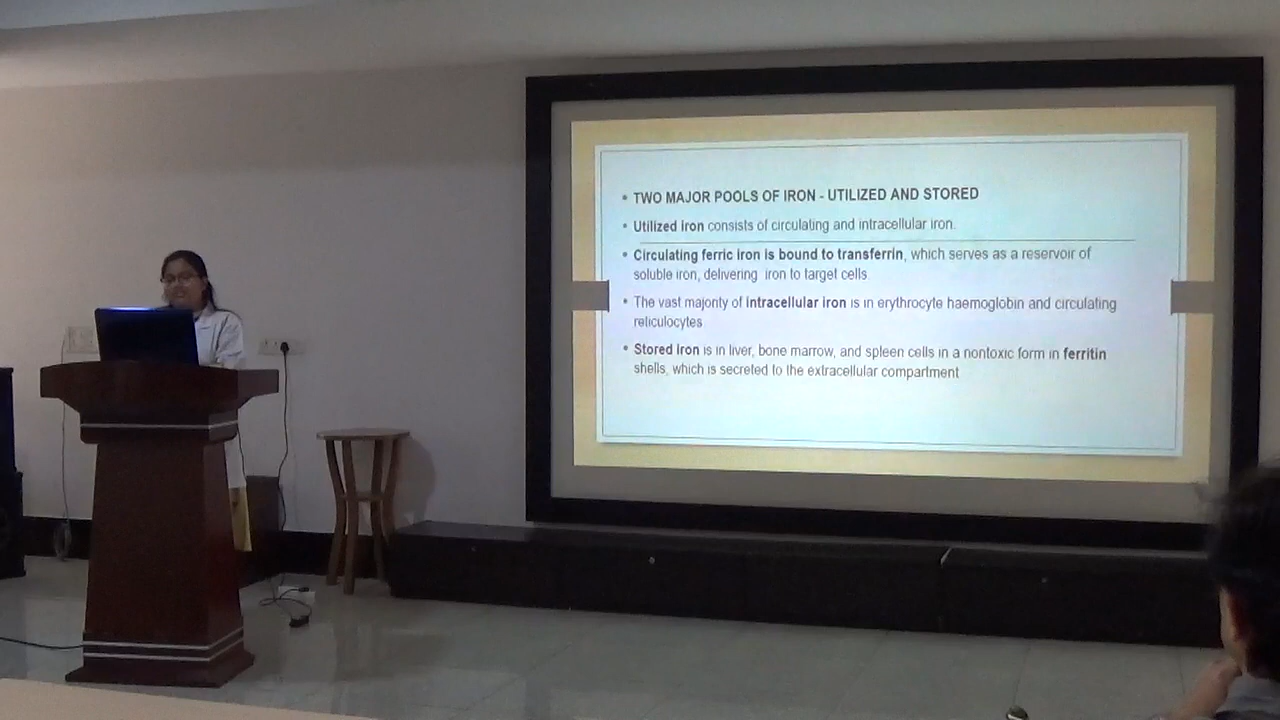 • TWO MAJOR POOLS OF IRON - UTILIZED AND STORED
• Utilized iron consists of circulating and intracellular iron.
• Circulating ferric iron is bound to transferrin, which serves as a reservoir of
soluble iron, delivering iron to target cells.
• The vast majority of intracellular iron is in erythrocyte haemoglobin and circulating
reticulocytes
• Stored iron is in liver, bone marrow, and spleen cells in a nontoxic form in ferritin
shells, which is secreted to the extracellular compartment